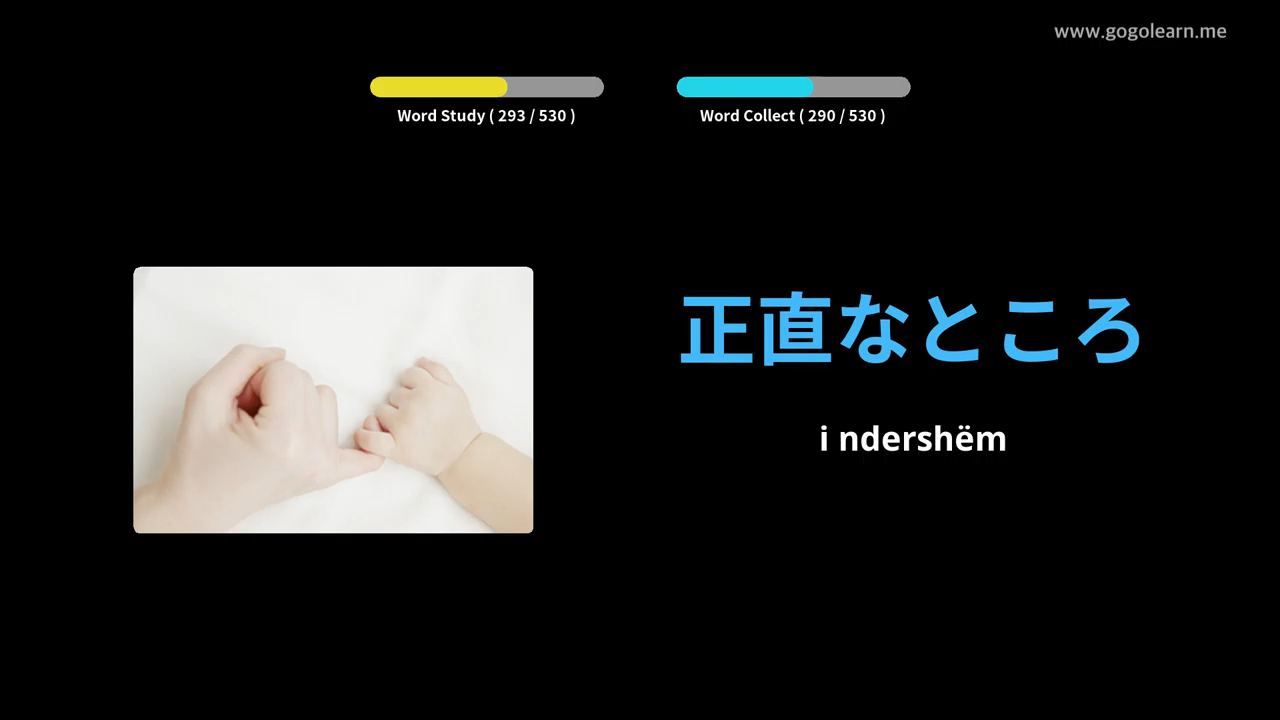 www.gogolearn.me
Word Study ( 293 / 530 )
Word Collect ( 290 / 530 )
正直なところ
i ndershëm